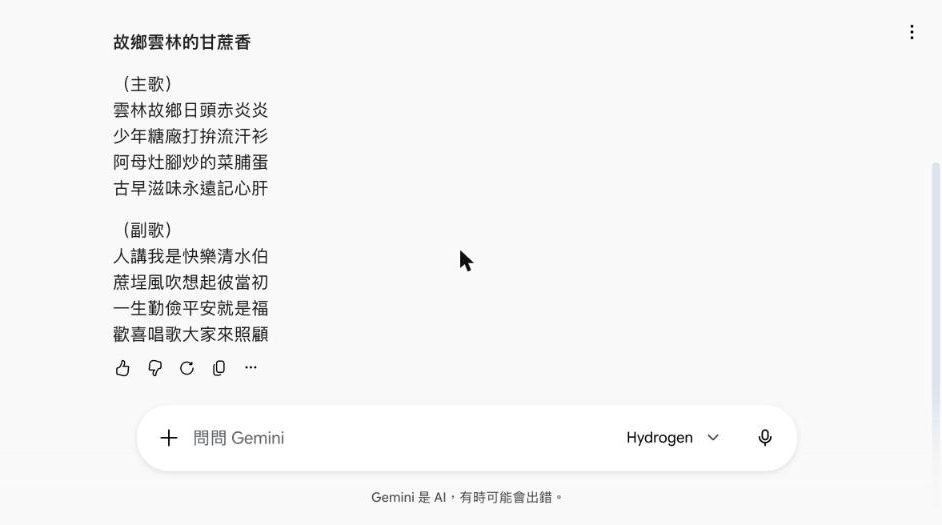 故鄉雲林的甘蔗香
（主歌）
雲林故鄉日頭赤炎炎
少年糖廠打拚流汗衫
阿母灶腳炒的菜脯蛋
古早滋味永遠記心肝
（副歌）
人講我是快樂清水伯
蔗埕風吹想起彼當初
一生勤儉平安就是福
歡喜唱歌大家來照顧
問問 Gemini
Hydrogen
Gemini 是 AI，有時可能會出錯。